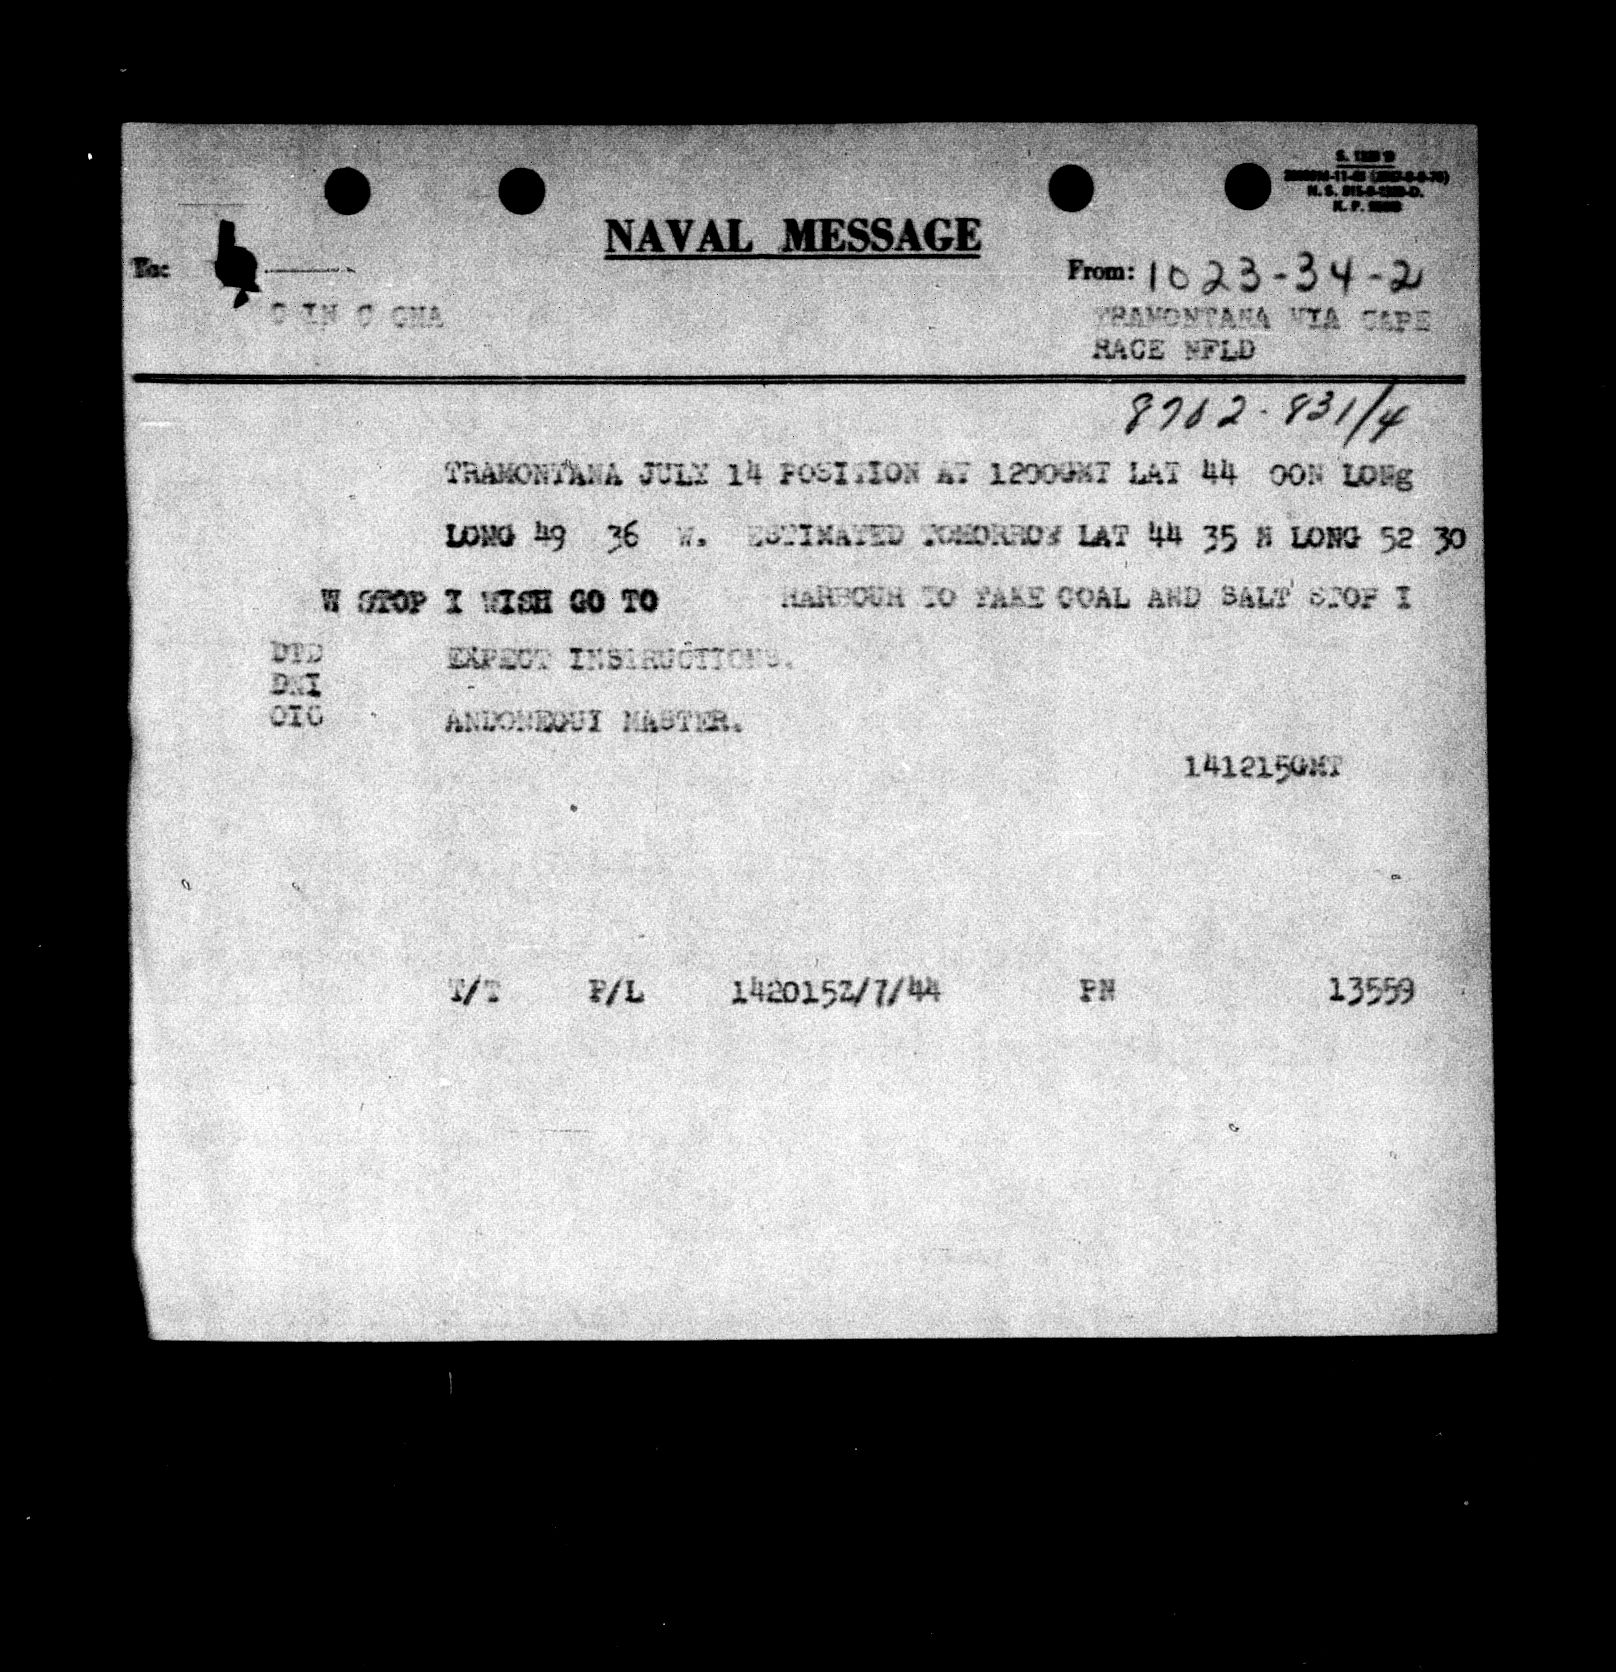 NAVAL MESSAGE
To:
From: 1023-34-2
C IN C CNA
TRAMONTANA VIA CAPE
RACE NFLD
8702-831/4
TRAMONTANA JULY 14 POSITION AT 1200GMT LAT 44 00N LONg
LONG 49 36 W. ESTIMATED TOMORROW LAT 44 35 N LONG 52 30
W STOP I WISH GO TO HARBOUR TO TAKE COAL AND SALT STOP I
DTD EXPECT INSTRUCTIONS.
DNI
OIC ANDONEQUI MASTER.
141215GMT
T/T P/L 142015Z/7/44 PN 13559